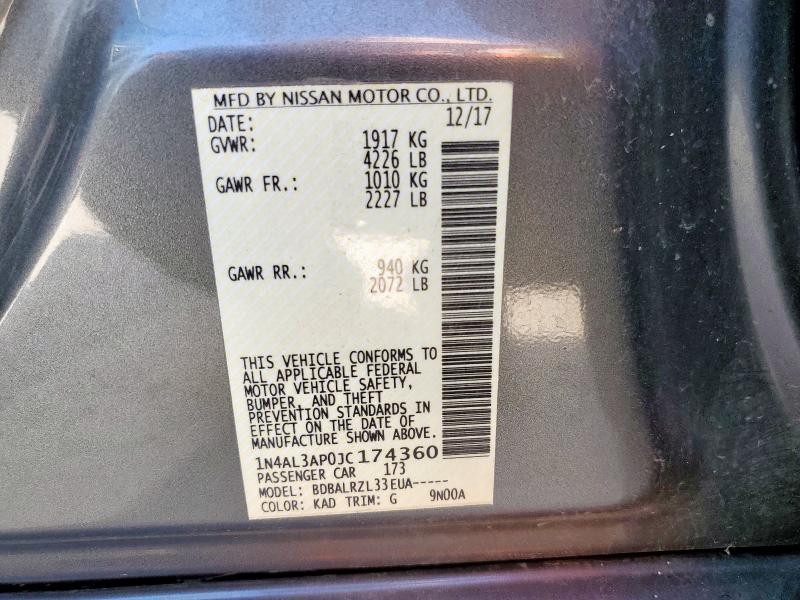 MFD BY NISSAN MOTOR CO., LTD.
DATE: 12/17
GVWR: 1917 KG
4226 LB
GAWR FR.: 1010 KG
2227 LB
GAWR RR.: 940 KG
2072 LB
THIS VEHICLE CONFORMS TO
ALL APPLICABLE FEDERAL
MOTOR VEHICLE SAFETY,
BUMPER, AND THEFT
PREVENTION STANDARDS IN
EFFECT ON THE DATE OF
MANUFACTURE SHOWN ABOVE.
1N4AL3AP0JC174360
PASSENGER CAR 173
MODEL: BDBALRZL33EUA-----
COLOR: KAD TRIM: G 9N00A